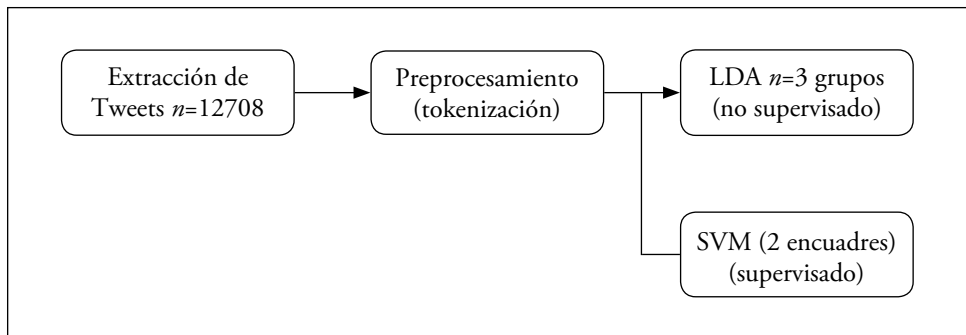 Extracción de
Tweets n=12708
Preprocesamiento
(tokenización)
LDA n=3 grupos
(no supervisado)
SVM (2 encuadres)
(supervisado)